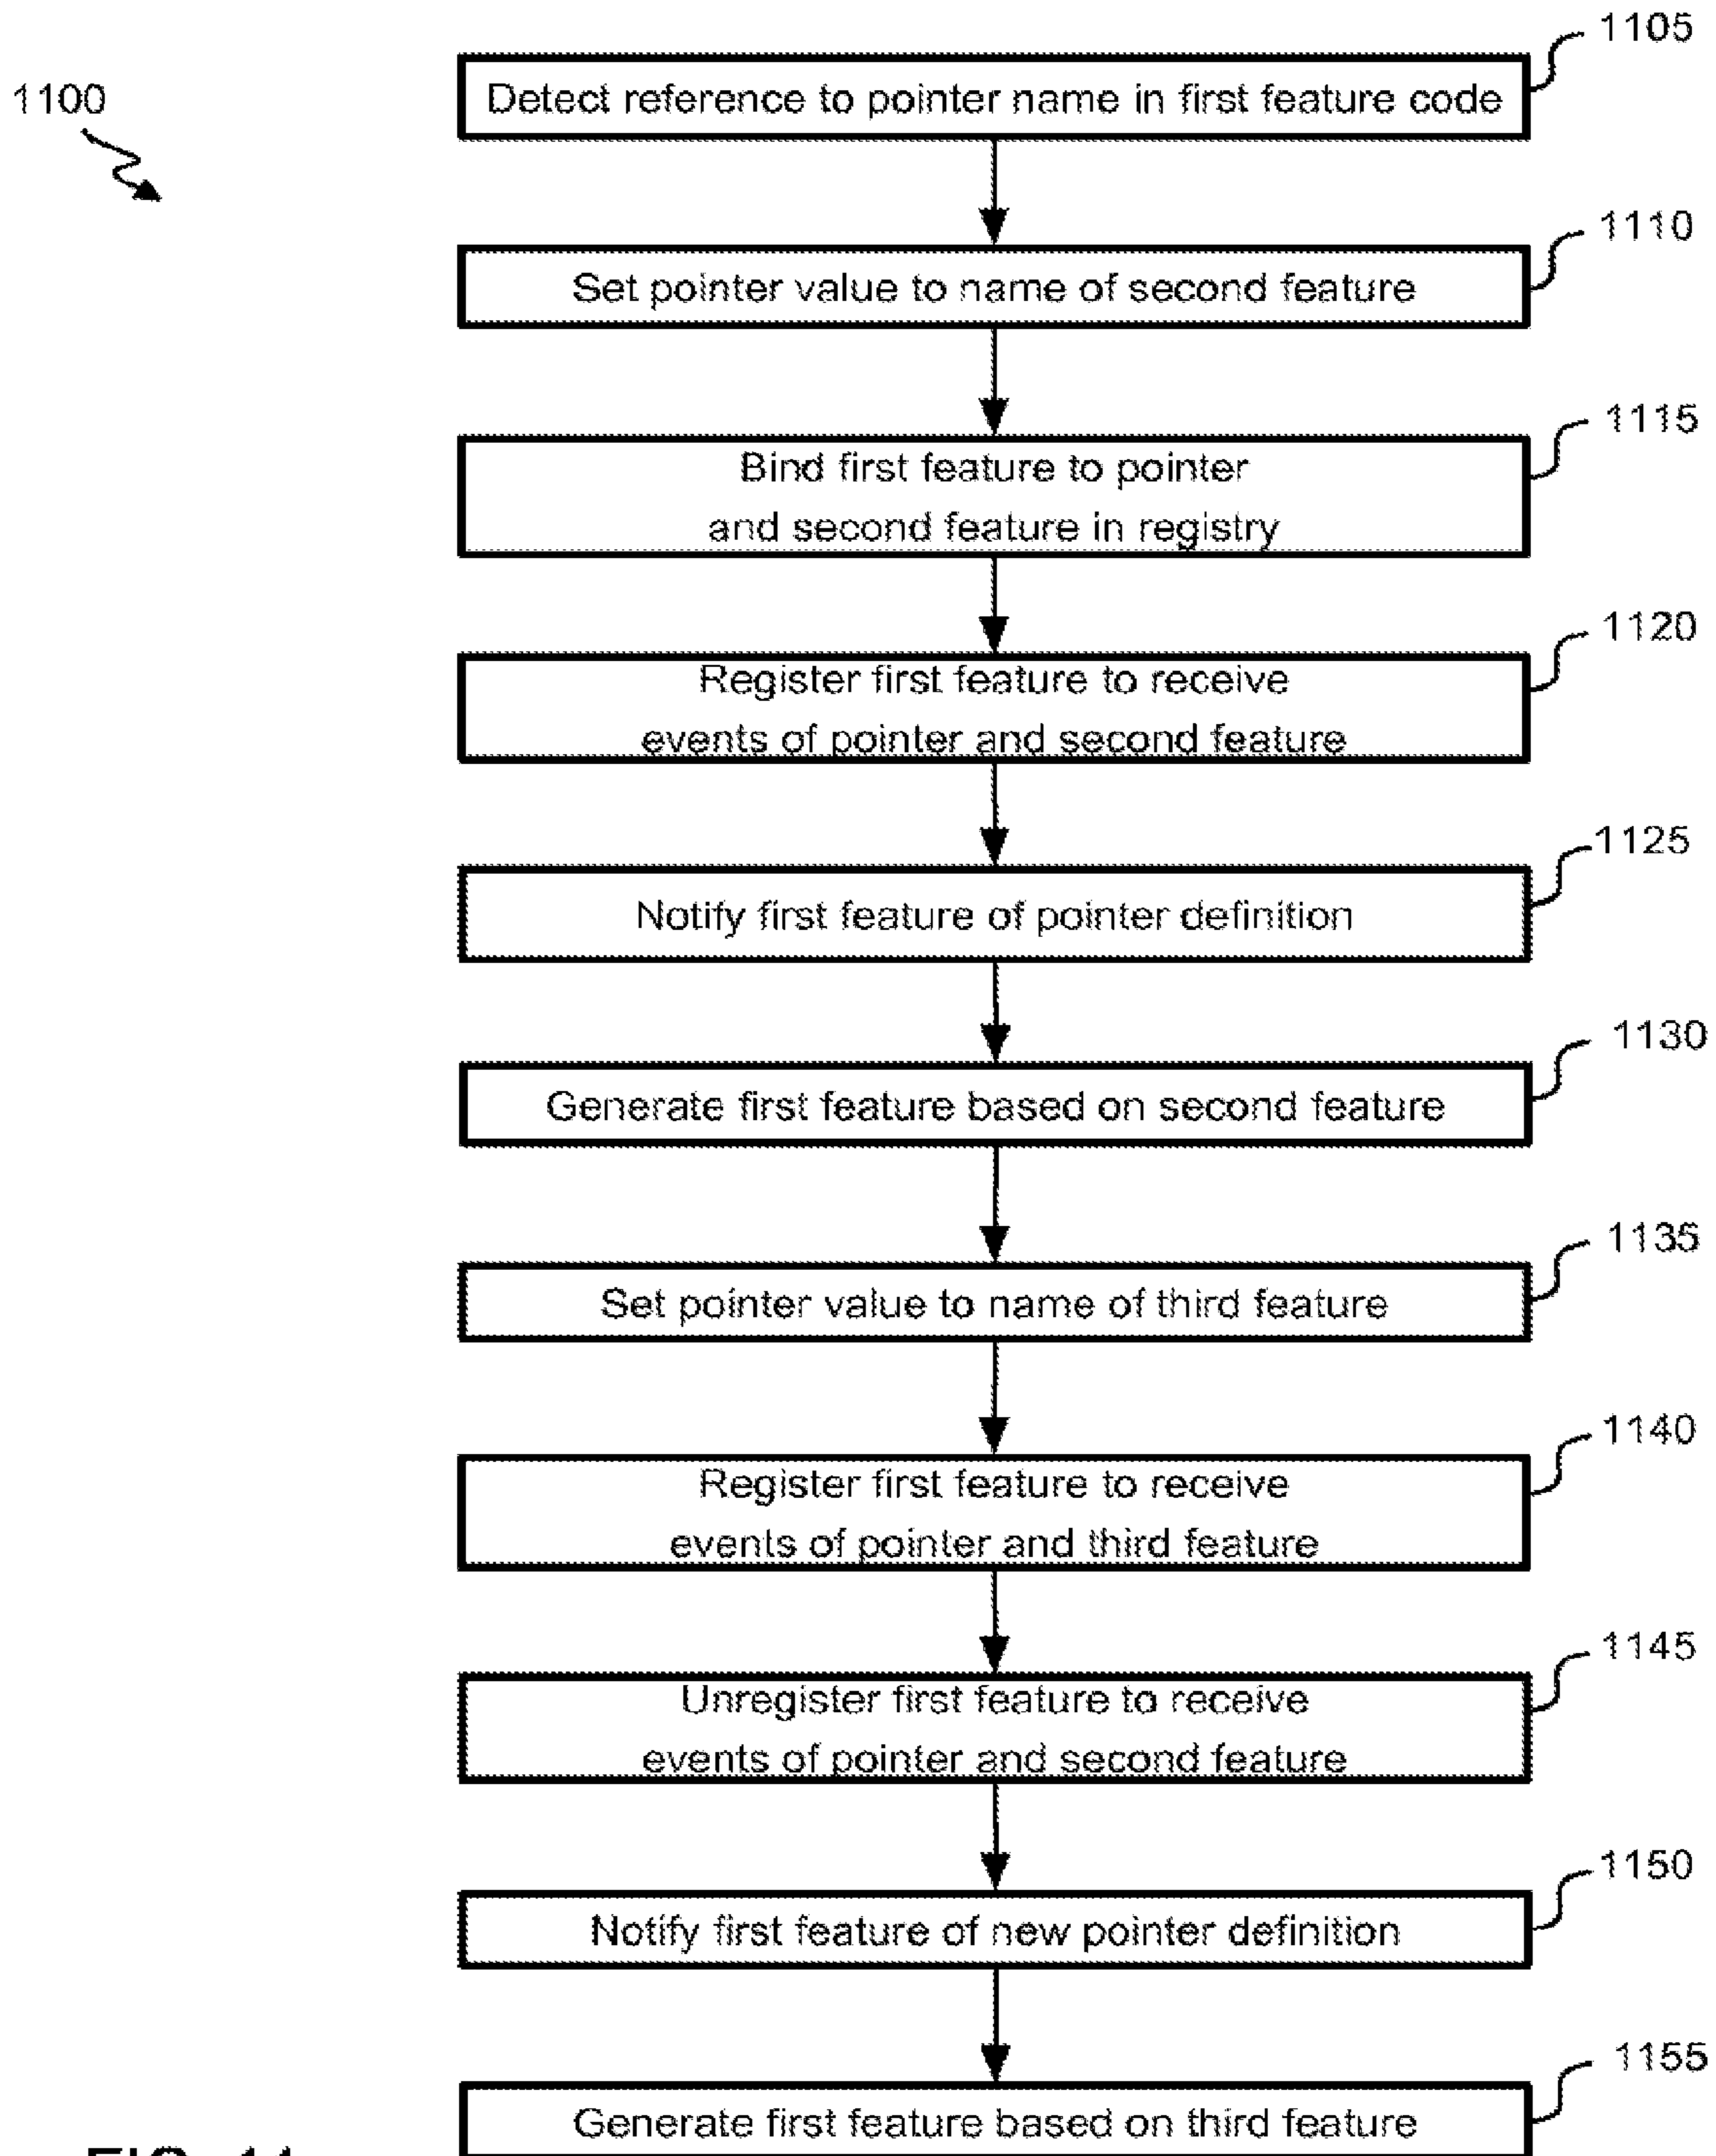 1100
1105
Detect reference to pointer name in first feature code
1110
Set pointer value to name of second feature
1115
Bind first feature to pointer
and second feature in registry
1120
Register first feature to receive
events of pointer and second feature
1125
Notify first feature of pointer definition
1130
Generate first feature based on second feature
1135
Set pointer value to name of third feature
1140
Register first feature to receive
events of pointer and third feature
1145
Unregister first feature to receive
events of pointer and second feature
1150
Notify first feature of new pointer definition
1155
Generate first feature based on third feature